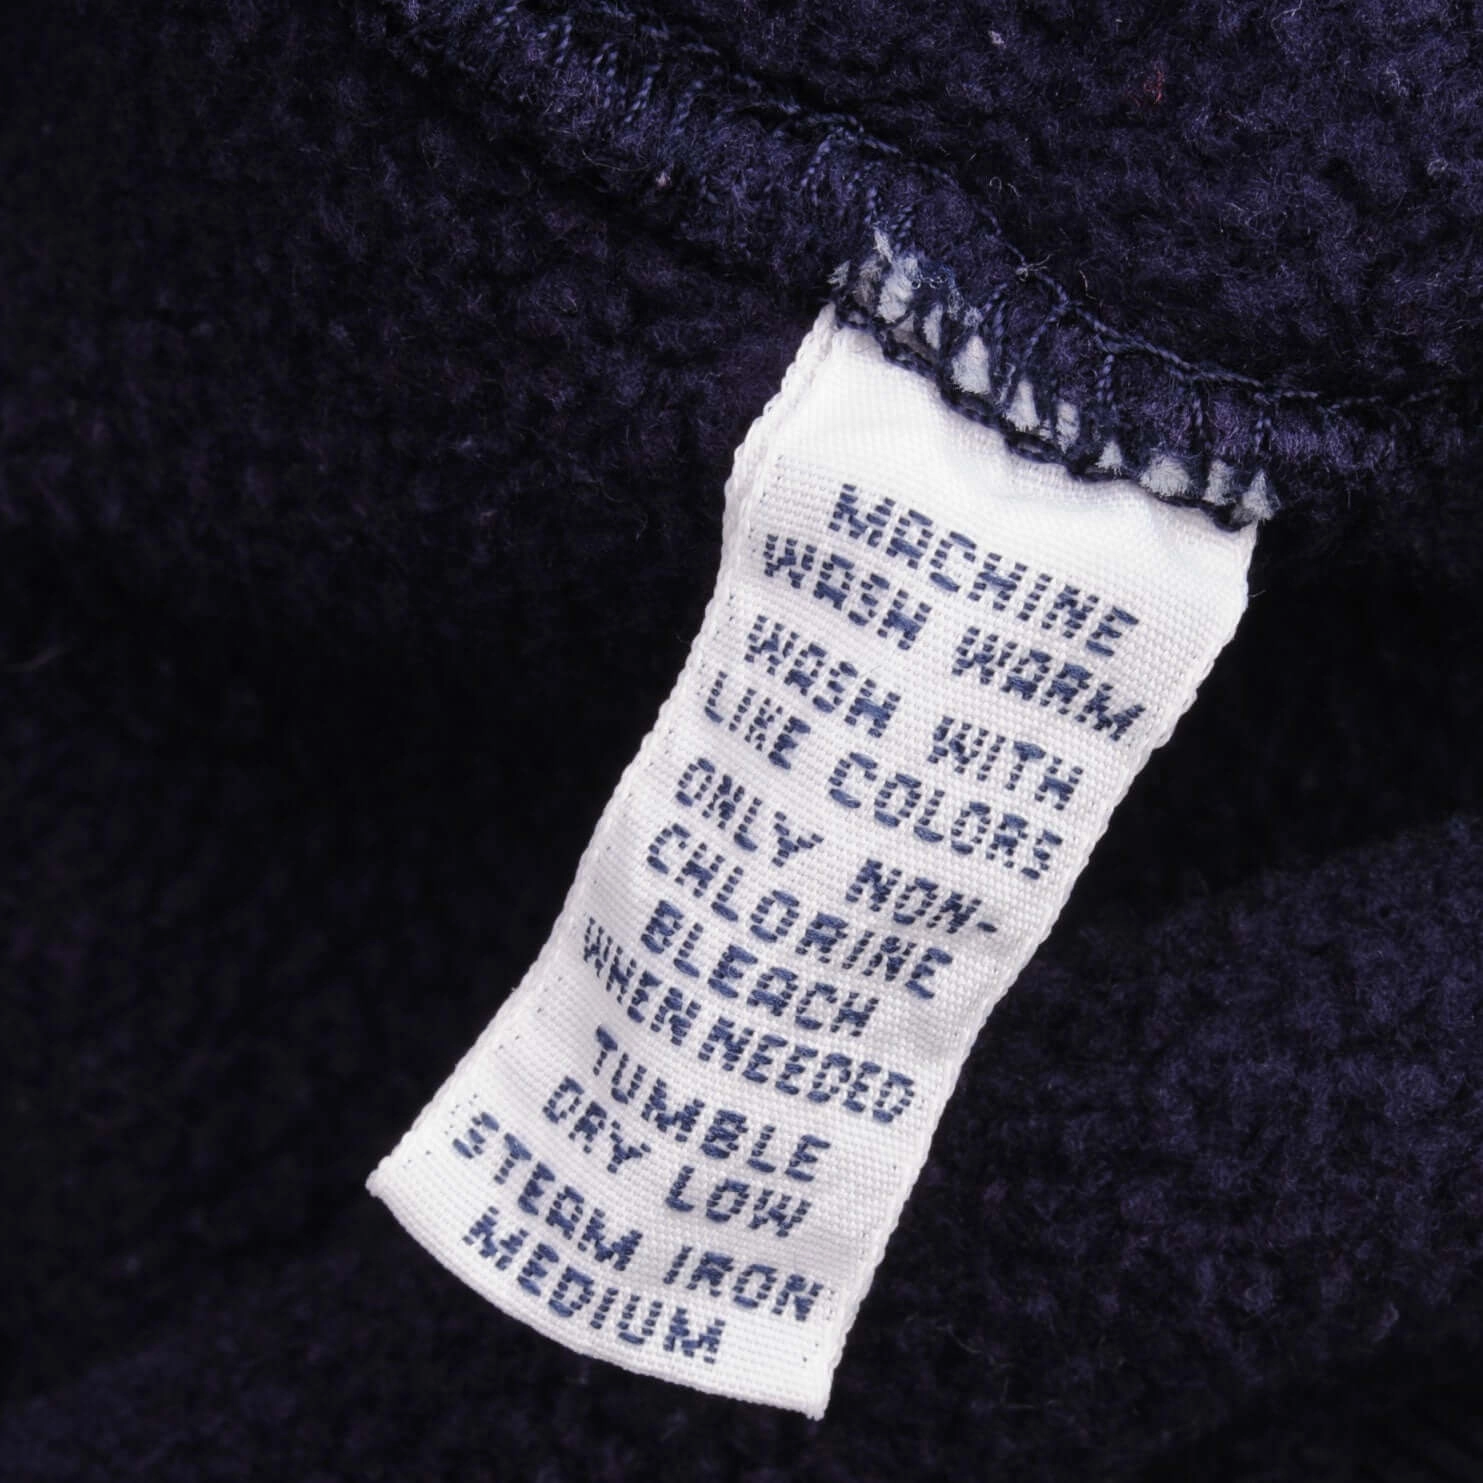 MACHINE
WASH WARM
WASH WITH
LIKE COLORS
ONLY NON-
CHLORINE
BLEACH
WHEN NEEDED
TUMBLE
DRY LOW
STEAM IRON
MEDIUM